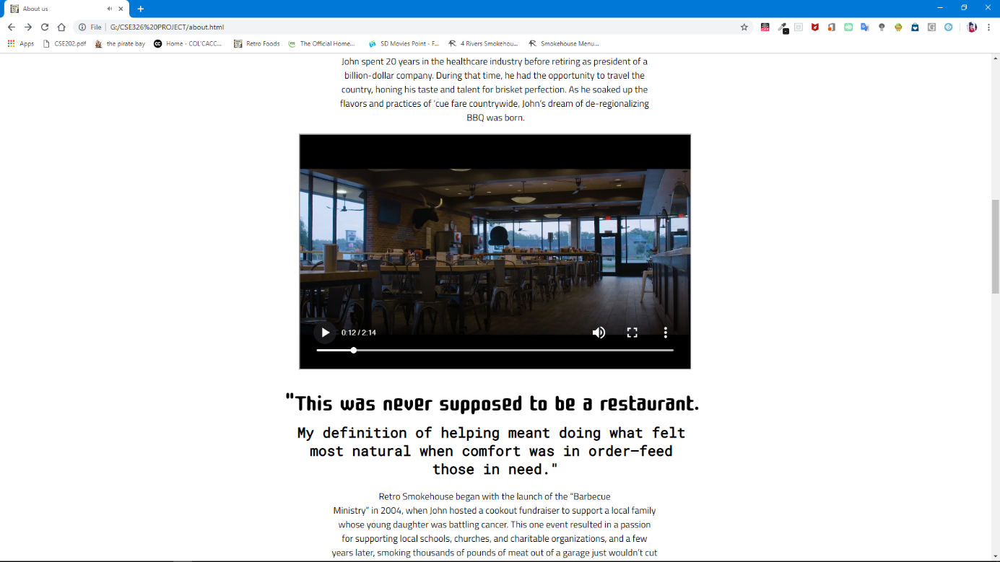 About us
File
G:/CSE326%20PROJECT/about.html
Apps
CSE202.pdf
the pirate bay
Home - COL'CACC...
Retro Foods
The Official Home...
SD Movies Point - F...
4 Rivers Smokehou...
Smokehouse Menu...
John spent 20 years in the healthcare industry before retiring as president of a
billion-dollar company. During that time, he had the opportunity to travel the
country, honing his taste and talent for brisket perfection. As he soaked up the
flavors and practices of ‘cue fare countrywide, John’s dream of de-regionalizing
BBQ was born.
0:12 / 2:14
"This was never supposed to be a restaurant.
My definition of helping meant doing what felt
most natural when comfort was in order—feed
those in need."
Retro Smokehouse began with the launch of the “Barbecue
Ministry” in 2004, when John hosted a cookout fundraiser to support a local family
whose young daughter was battling cancer. This one event resulted in a passion
for supporting local schools, churches, and charitable organizations, and a few
years later, smoking thousands of pounds of meat out of a garage just wouldn’t cut